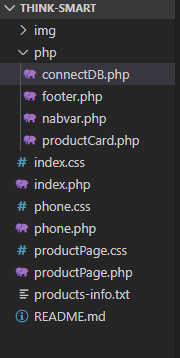 THINK-SMART
img
php
connectDB.php
footer.php
nabvar.php
productCard.php
index.css
index.php
phone.css
phone.php
productPage.css
productPage.php
products-info.txt
README.md